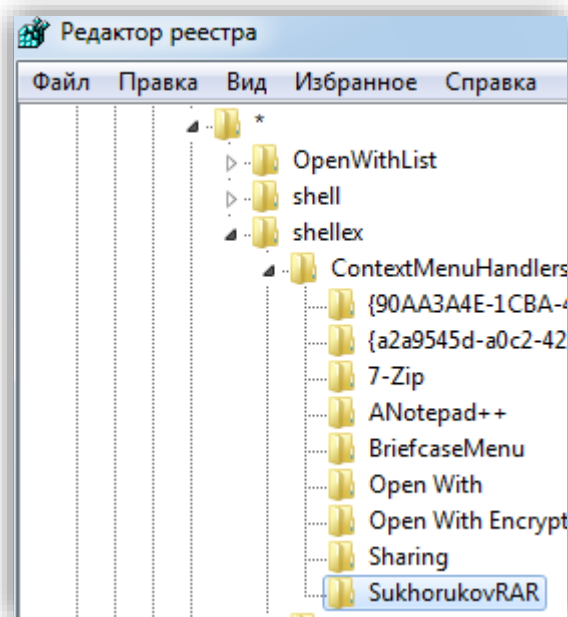 Редактор реестра
Файл Правка Вид Избранное Справка
*
OpenWithList
shell
shellex
ContextMenuHandlers
{90AA3A4E-1CBA-4
{a2a9545d-a0c2-42
7-Zip
ANotepad++
BriefcaseMenu
Open With
Open With Encrypt
Sharing
SukhorukovRAR